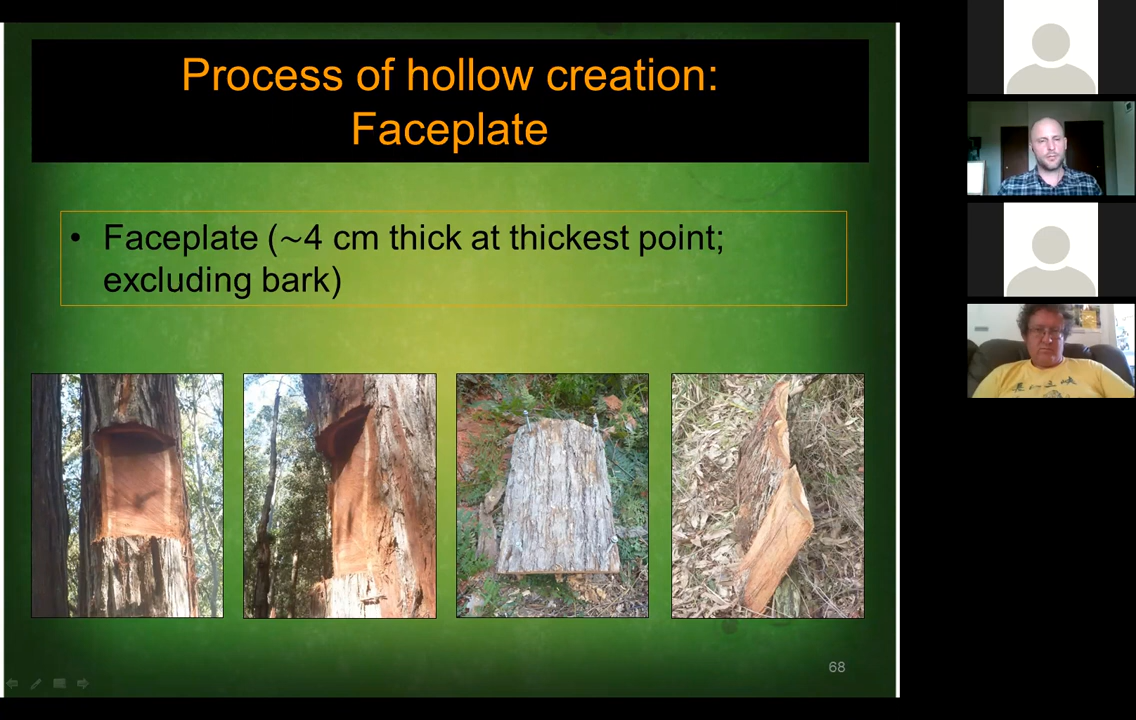 Process of hollow creation:
Faceplate
• Faceplate (~4 cm thick at thickest point;
excluding bark)
68